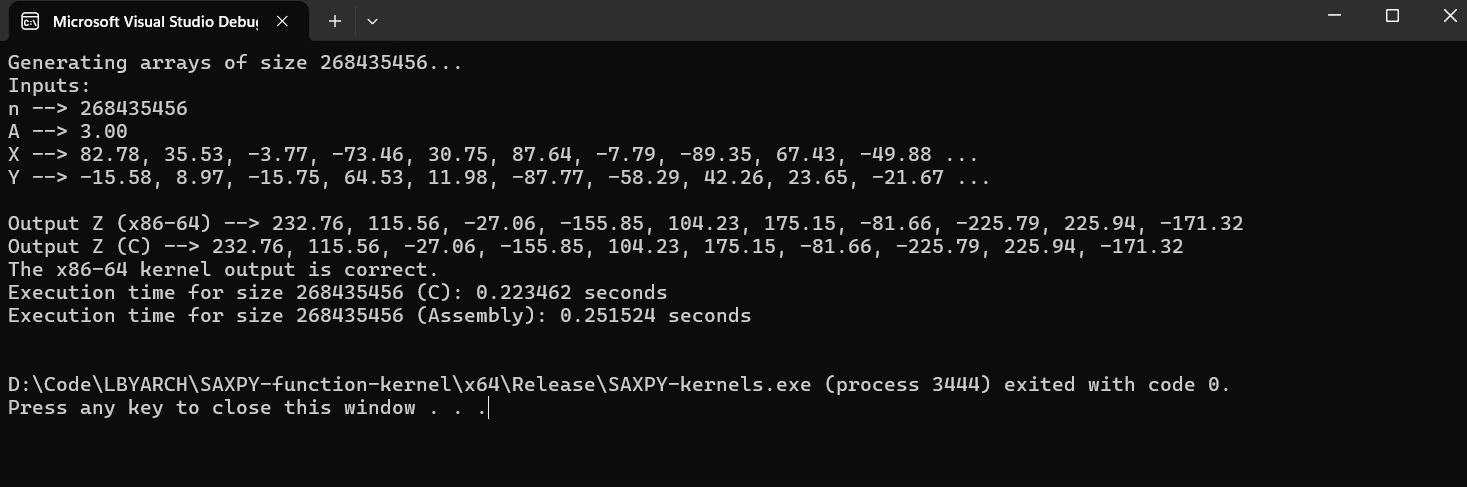 Microsoft Visual Studio Debug
Generating arrays of size 268435456...
Inputs:
n --> 268435456
A --> 3.00
X --> 82.78, 35.53, -3.77, -73.46, 30.75, 87.64, -7.79, -89.35, 67.43, -49.88 ...
Y --> -15.58, 8.97, -15.75, 64.53, 11.98, -87.77, -58.29, 42.26, 23.65, -21.67 ...
Output Z (x86-64) --> 232.76, 115.56, -27.06, -155.85, 104.23, 175.15, -81.66, -225.79, 225.94, -171.32
Output Z (C) --> 232.76, 115.56, -27.06, -155.85, 104.23, 175.15, -81.66, -225.79, 225.94, -171.32
The x86-64 kernel output is correct.
Execution time for size 268435456 (C): 0.223462 seconds
Execution time for size 268435456 (Assembly): 0.251524 seconds
D:\Code\LBYARCH\SAXPY-function-kernel\x64\Release\SAXPY-kernels.exe (process 3444) exited with code 0.
Press any key to close this window . . .